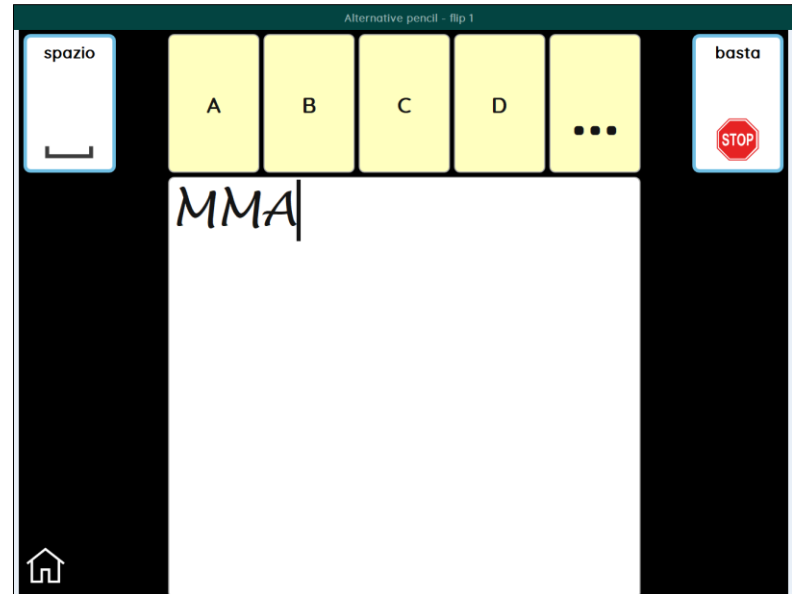 Alternative pencil - flip 1
spazio
A
B
C
D
...
basta
STOP
MMA